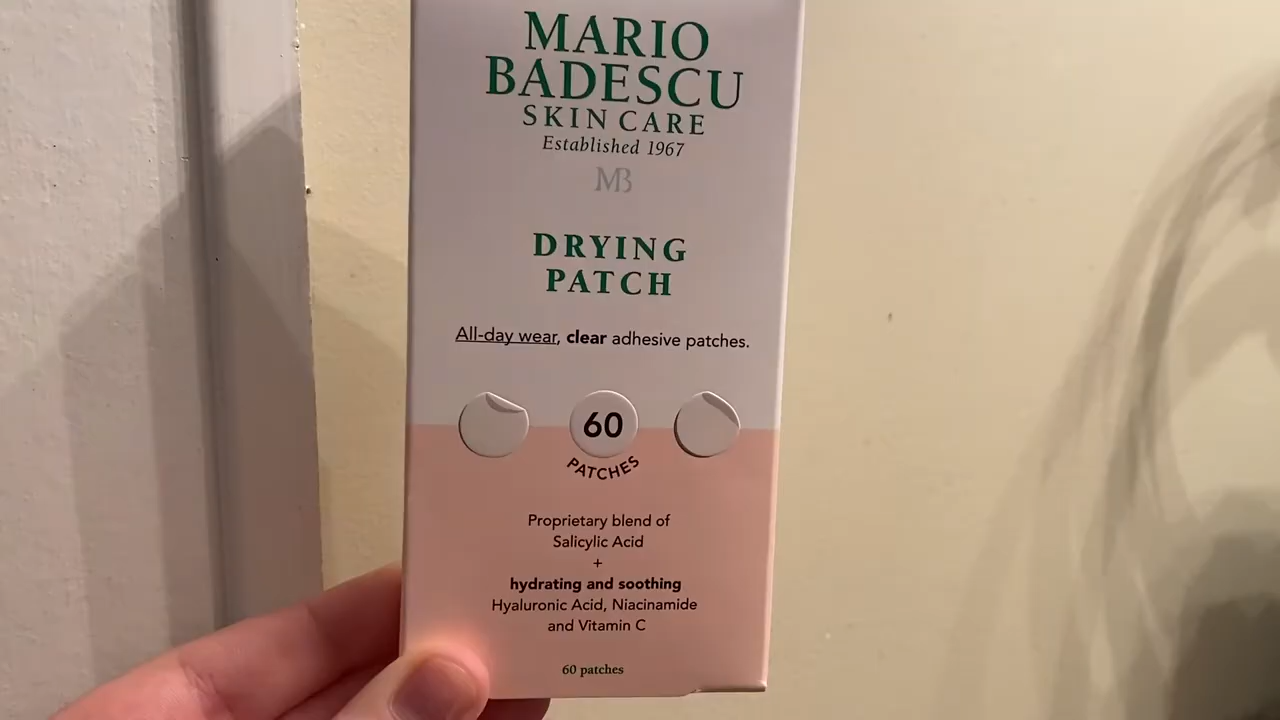 MARIO
BADESCU
SKIN CARE
Established 1967
MB
DRYING
PATCH
All-day wear, clear adhesive patches.
60
PATCHES
Proprietary blend of
Salicylic Acid
+
hydrating and soothing
Hyaluronic Acid, Niacinamide
and Vitamin C
60 patches